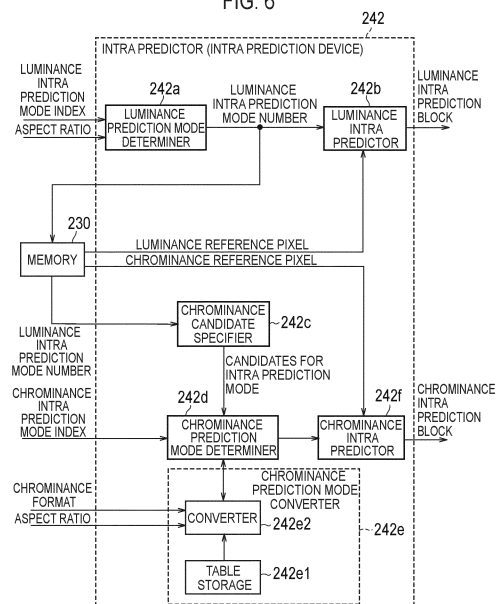 FIG. 6
242
INTRA PREDICTOR (INTRA PREDICTION DEVICE)
LUMINANCE
INTRA
PREDICTION
MODE INDEX
ASPECT RATIO
242a
LUMINANCE
PREDICTION MODE
DETERMINER
LUMINANCE
INTRA PREDICTION
MODE NUMBER
242b
LUMINANCE
INTRA
PREDICTOR
LUMINANCE
INTRA
PREDICTION
BLOCK
230
MEMORY
LUMINANCE REFERENCE PIXEL
CHROMINANCE REFERENCE PIXEL
LUMINANCE
INTRA
PREDICTION
MODE NUMBER
CHROMINANCE
CANDIDATE
SPECIFIER
242c
CANDIDATES FOR
INTRA PREDICTION
MODE
CHROMINANCE
INTRA
PREDICTION
MODE INDEX
242d
CHROMINANCE
PREDICTION
MODE DETERMINER
242f
CHROMINANCE
INTRA
PREDICTOR
CHROMINANCE
INTRA
PREDICTION
BLOCK
CHROMINANCE
PREDICTION MODE
CONVERTER
CHROMINANCE
FORMAT
ASPECT RATIO
CONVERTER
242e2
242e
TABLE
STORAGE
242e1